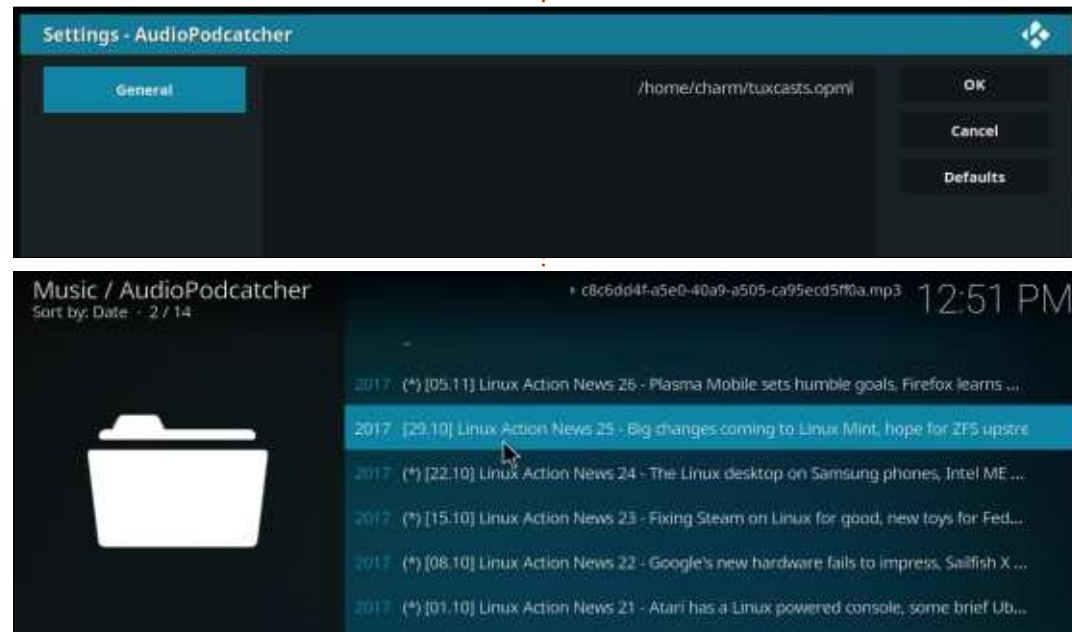 Settings - AudioPodcatcher
General
/home/charm/tuxcasts.opml
OK
Cancel
Defaults
Music / AudioPodcatcher
Sort by: Date · 2 / 14
c8c6dd4f-a5e0-40a9-a505-ca95ecd5ff0a.mp3
12:51 PM
..
2017 (*) [05.11] Linux Action News 26 - Plasma Mobile sets humble goals, Firefox learns ...
2017 [29.10] Linux Action News 25 - Big changes coming to Linux Mint, hope for ZFS upstre
2017 (*) [22.10] Linux Action News 24 - The Linux desktop on Samsung phones, Intel ME ...
2017 (*) [15.10] Linux Action News 23 - Fixing Steam on Linux for good, new toys for Fed...
2017 (*) [08.10] Linux Action News 22 - Google's new hardware fails to impress, Sailfish X ...
2017 (*) [01.10] Linux Action News 21 - Atari has a Linux powered console, some brief Ub...